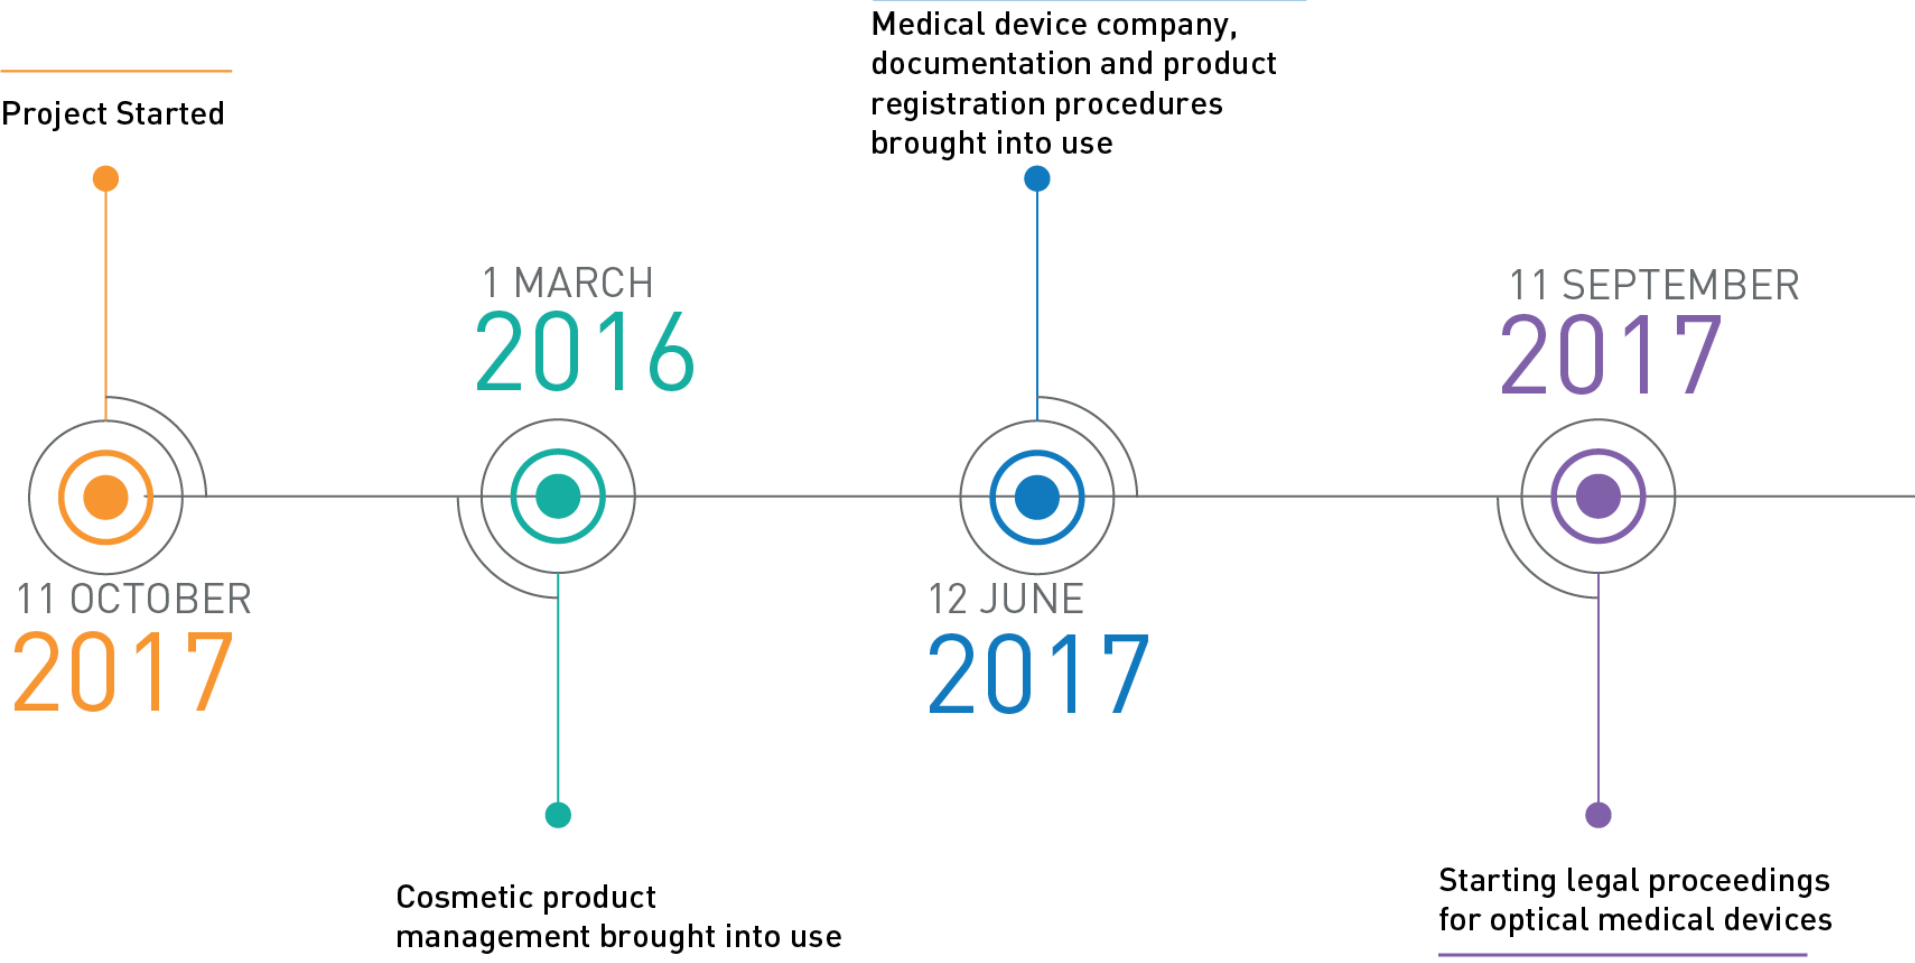 Project Started
11 OCTOBER
2017
1 MARCH
2016
Cosmetic product
management brought into use
Medical device company,
documentation and product
registration procedures
brought into use
12 JUNE
2017
11 SEPTEMBER
2017
Starting legal proceedings
for optical medical devices